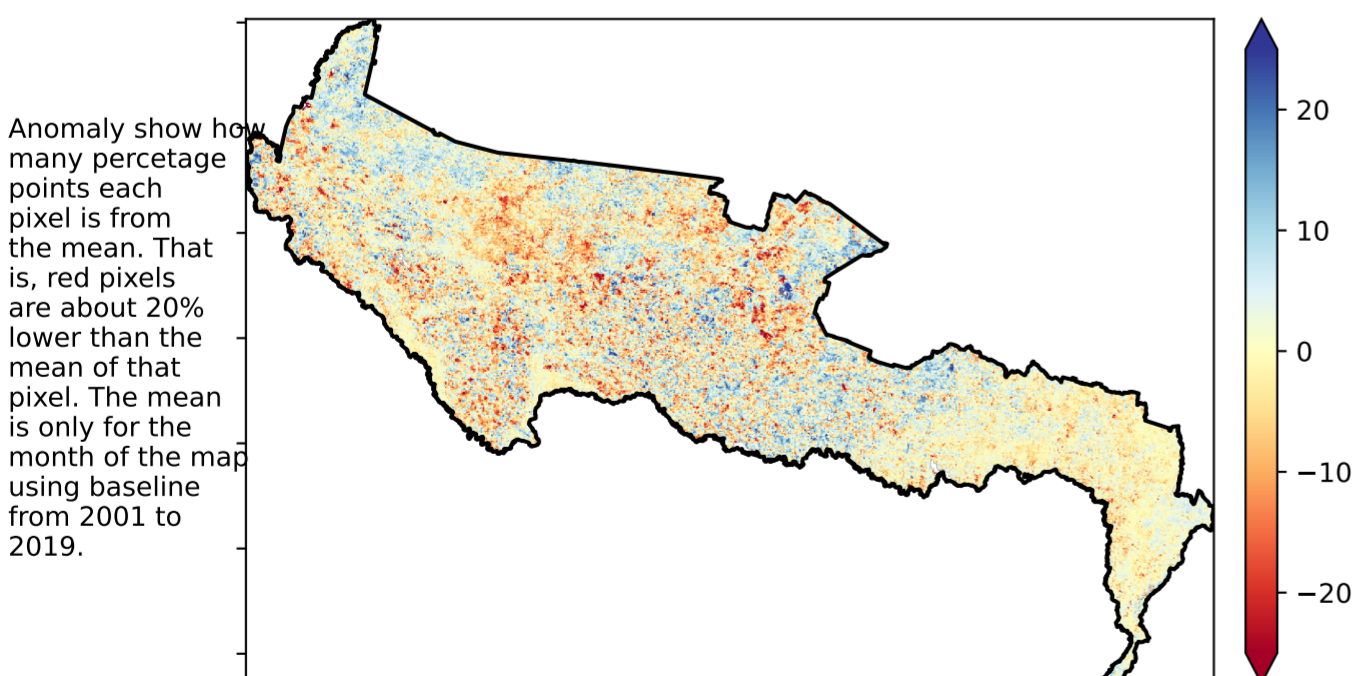 Anomaly show how
many percetage
points each
pixel is from
the mean. That
is, red pixels
are about 20%
lower than the
mean of that
pixel. The mean
is only for the
month of the map
using baseline
from 2001 to
2019.
20
10
0
−10
−20